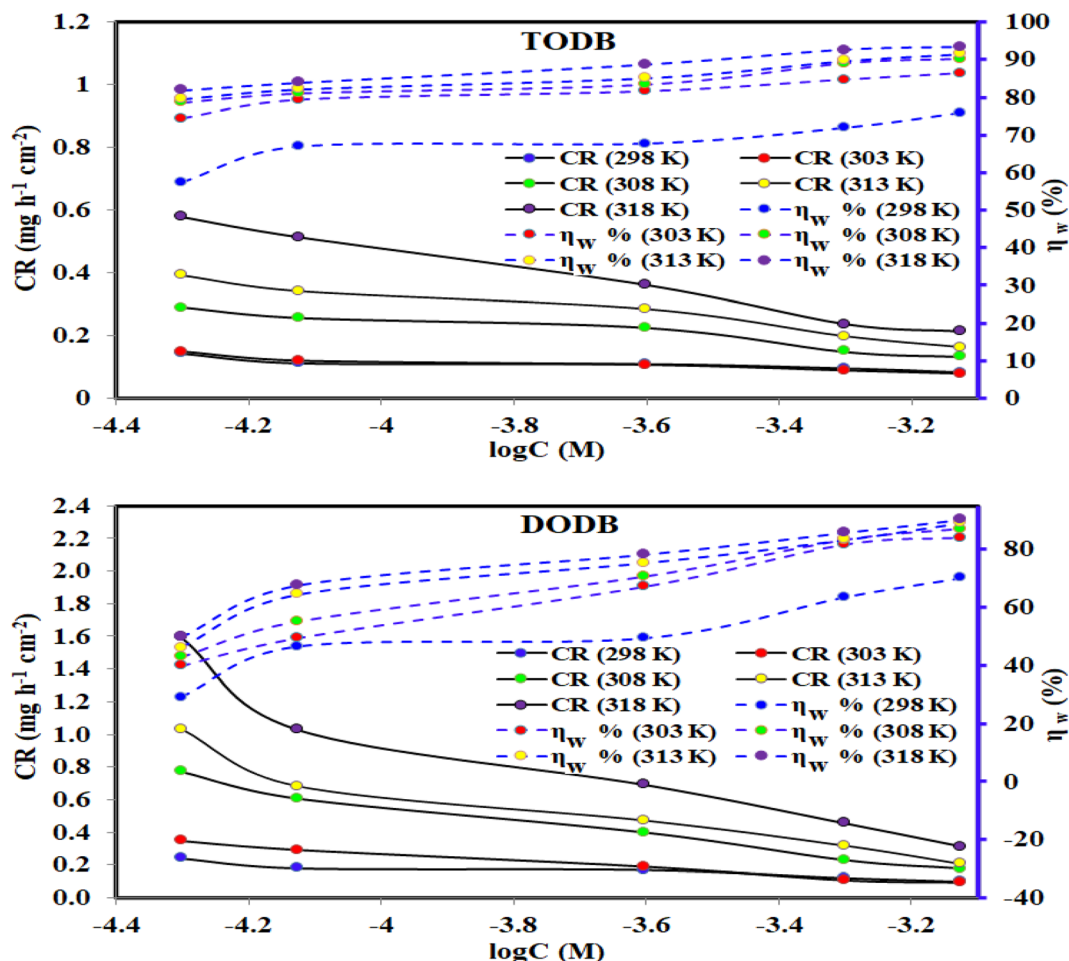 TODB
1.2
1
0.8
0.6
0.4
0.2
0
CR (mg h-1 cm-2)
100
90
80
70
60
50
40
30
20
10
0
ηw (%)
CR (298 K) CR (303 K)
CR (308 K) CR (313 K)
CR (318 K) ηw % (298 K)
ηw % (303 K) ηw % (308 K)
ηw % (313 K) ηw % (318 K)
-4.4 -4.2 -4 -3.8 -3.6 -3.4 -3.2
logC (M)
DODB
2.4
2.2
2.0
1.8
1.6
1.4
1.2
1.0
0.8
0.6
0.4
0.2
0.0
CR (mg h-1 cm-2)
80
60
40
20
0
-20
-40
ηw (%)
CR (298 K) CR (303 K)
CR (308 K) CR (313 K)
CR (318 K) ηw % (298 K)
ηw % (303 K) ηw % (308 K)
ηw % (313 K) ηw % (318 K)
-4.4 -4.2 -4 -3.8 -3.6 -3.4 -3.2
logC (M)